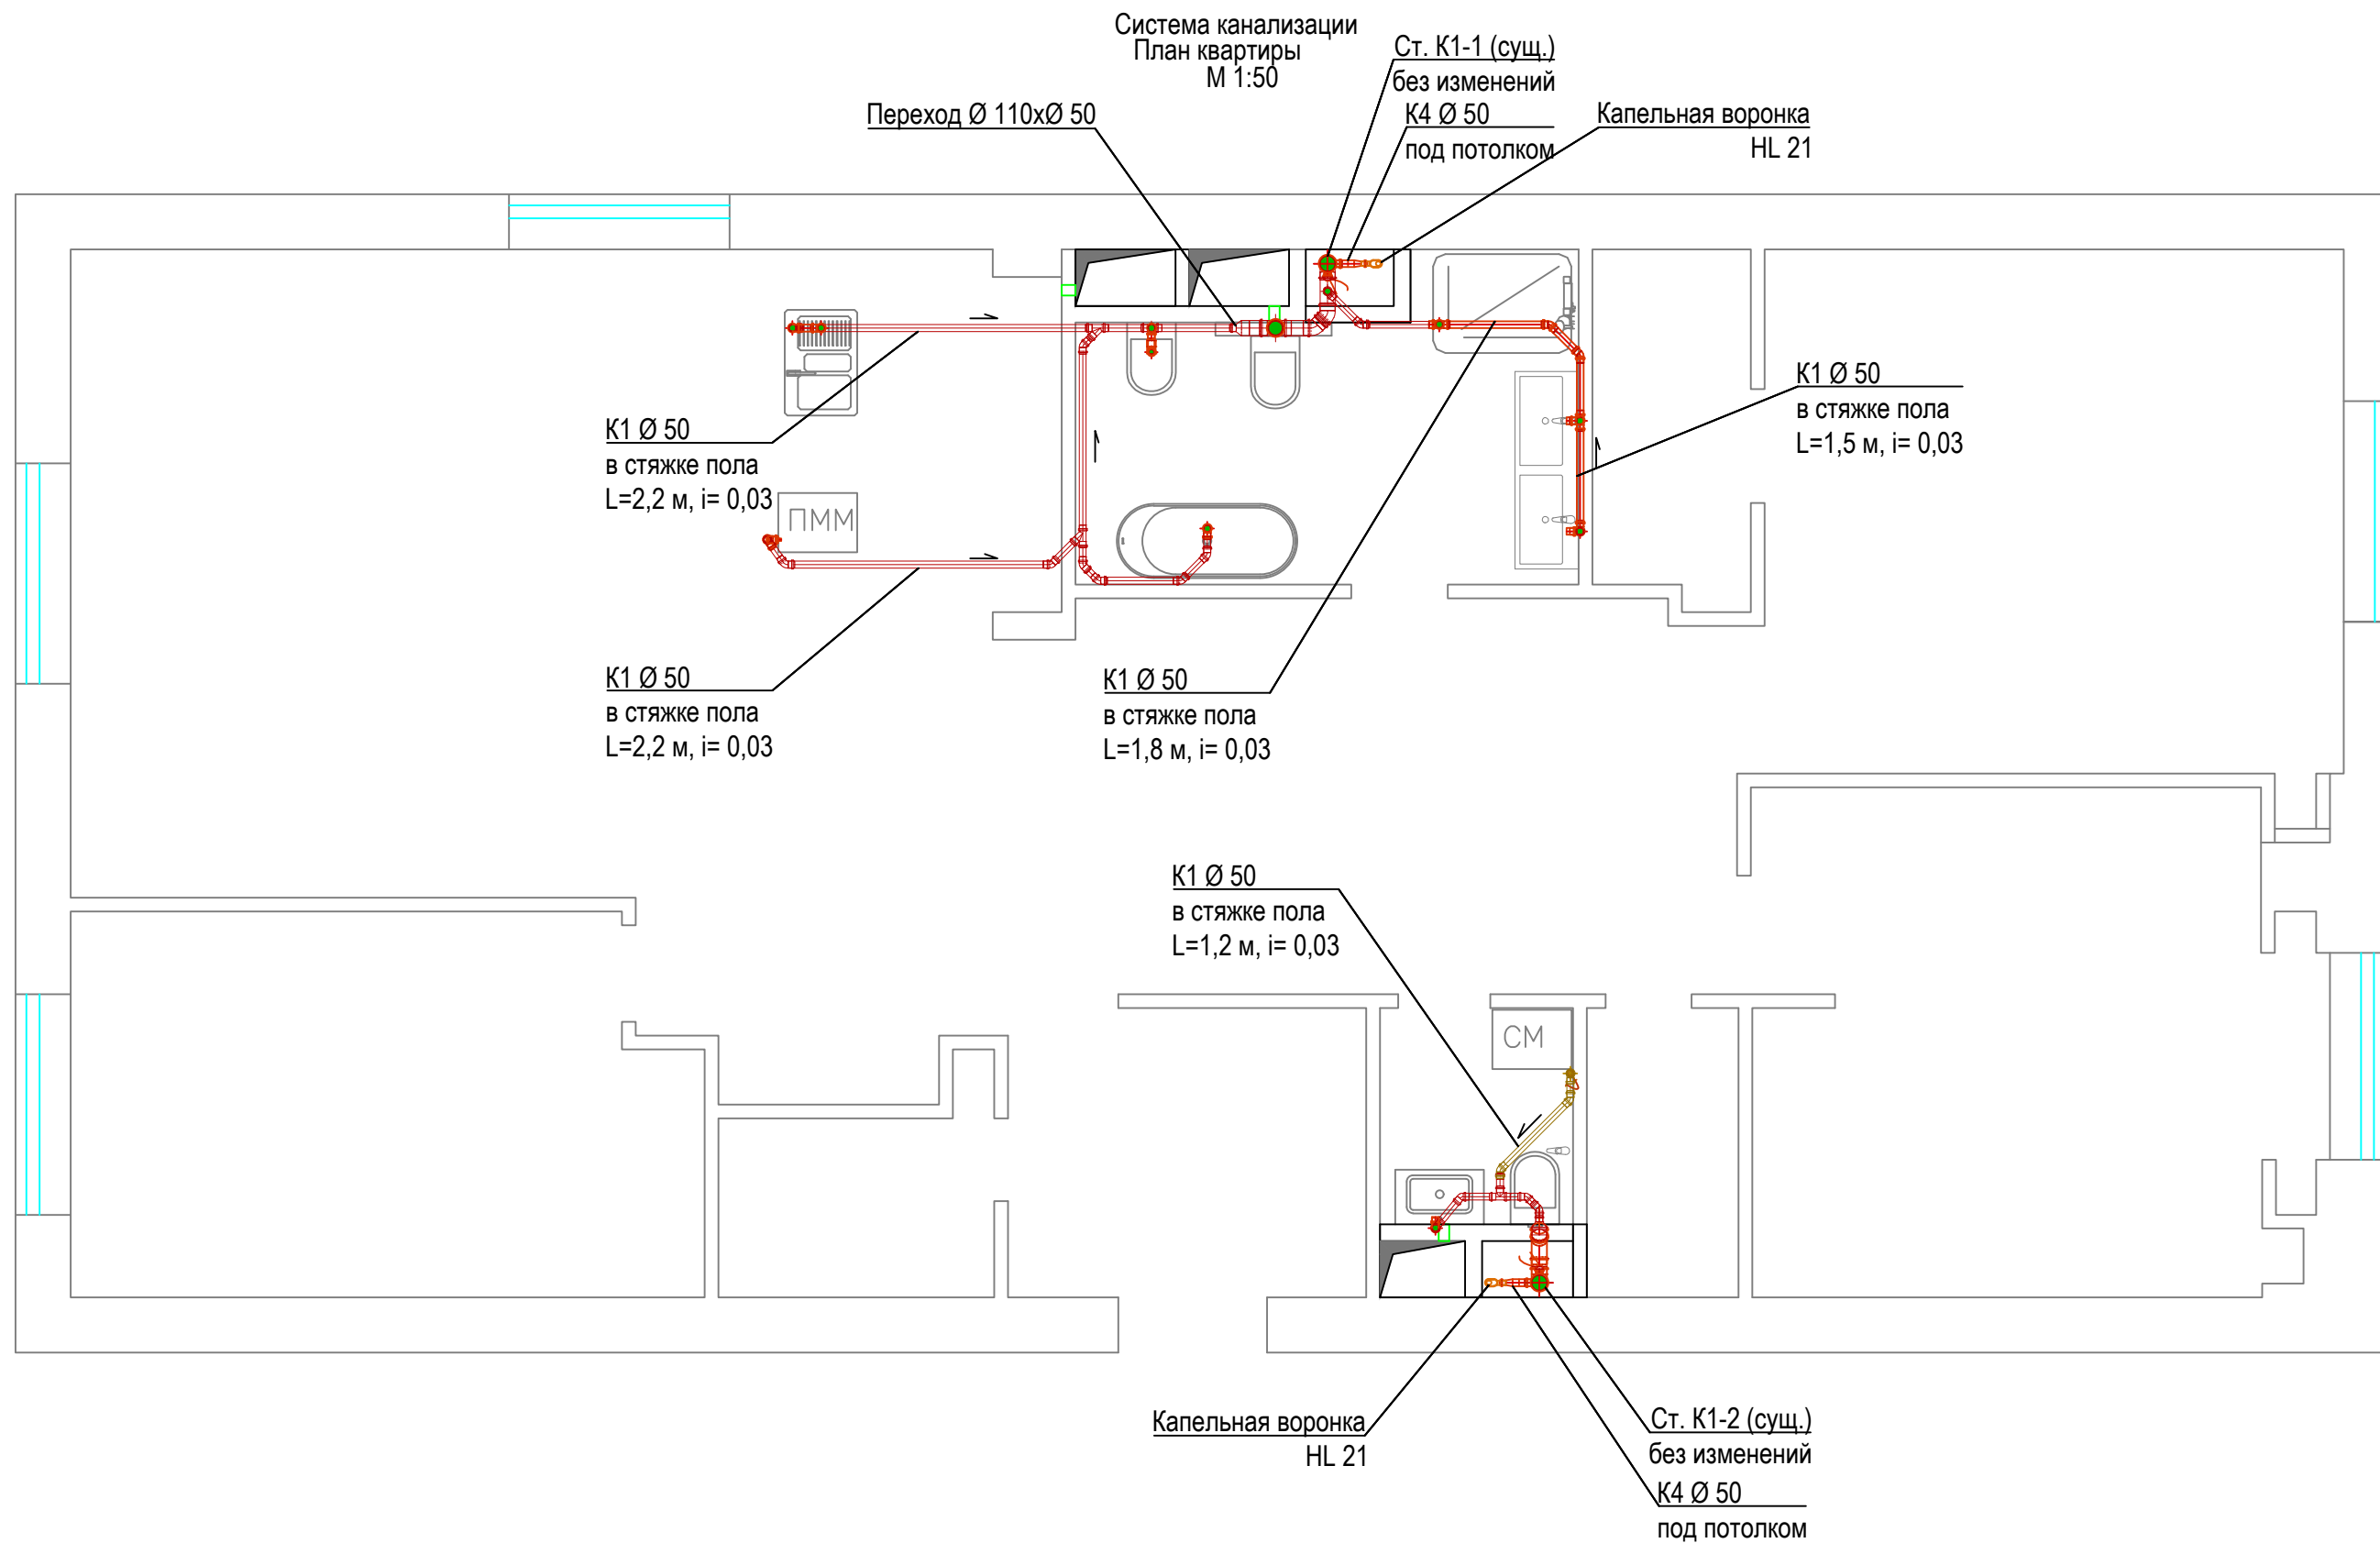 Система канализации
План квартиры
М 1:50
Ст. К1-1 (сущ.)
без изменений
К4 Ø 50
под потолком
Переход Ø 110xØ 50
Капельная воронка
HL 21
К1 Ø 50
в стяжке пола
L=2,2 м, i= 0,03
ПММ
К1 Ø 50
в стяжке пола
L=1,5 м, i= 0,03
К1 Ø 50
в стяжке пола
L=2,2 м, i= 0,03
К1 Ø 50
в стяжке пола
L=1,8 м, i= 0,03
К1 Ø 50
в стяжке пола
L=1,2 м, i= 0,03
СМ
Капельная воронка
HL 21
Ст. К1-2 (сущ.)
без изменений
К4 Ø 50
под потолком